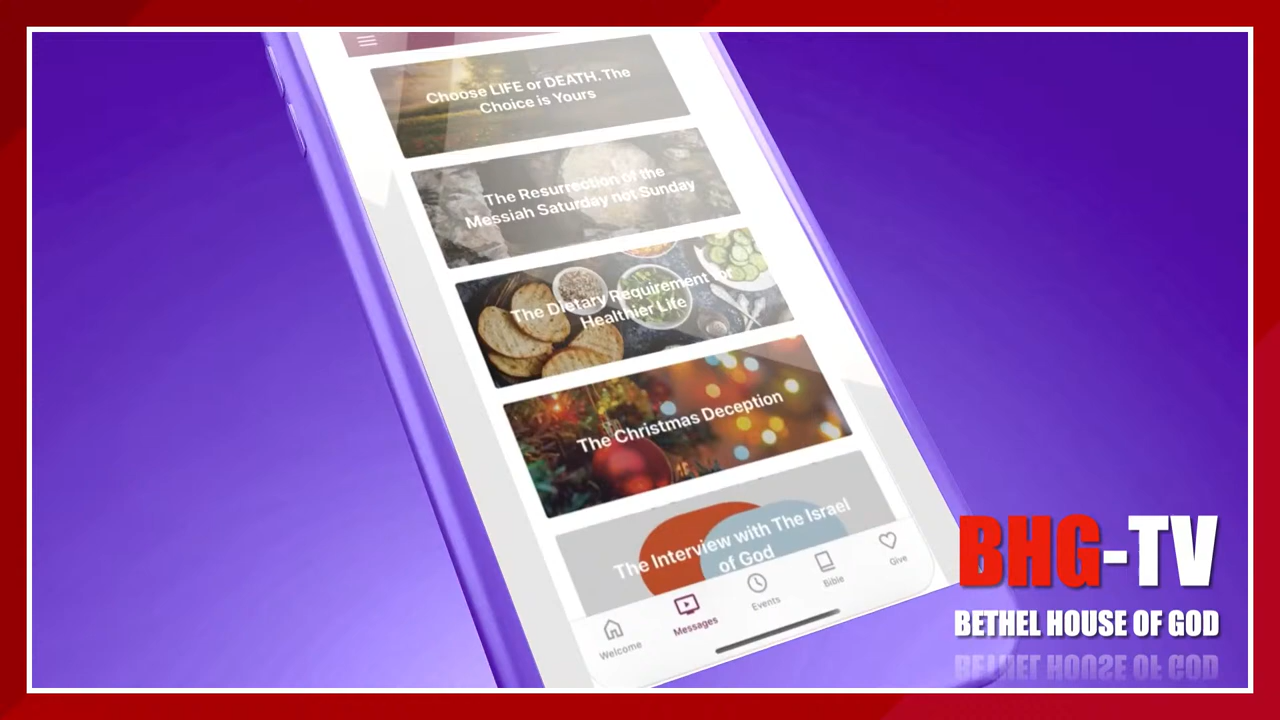 Choose LIFE or DEATH. The
Choice is Yours
The Resurrection of the
Messiah Saturday not Sunday
The Dietary Requirement for
Healthier Life
The Christmas Deception
The Interview with The Israel
of God
Welcome
Messages
Events
Bible
Give
BHG-TV
BETHEL HOUSE OF GOD